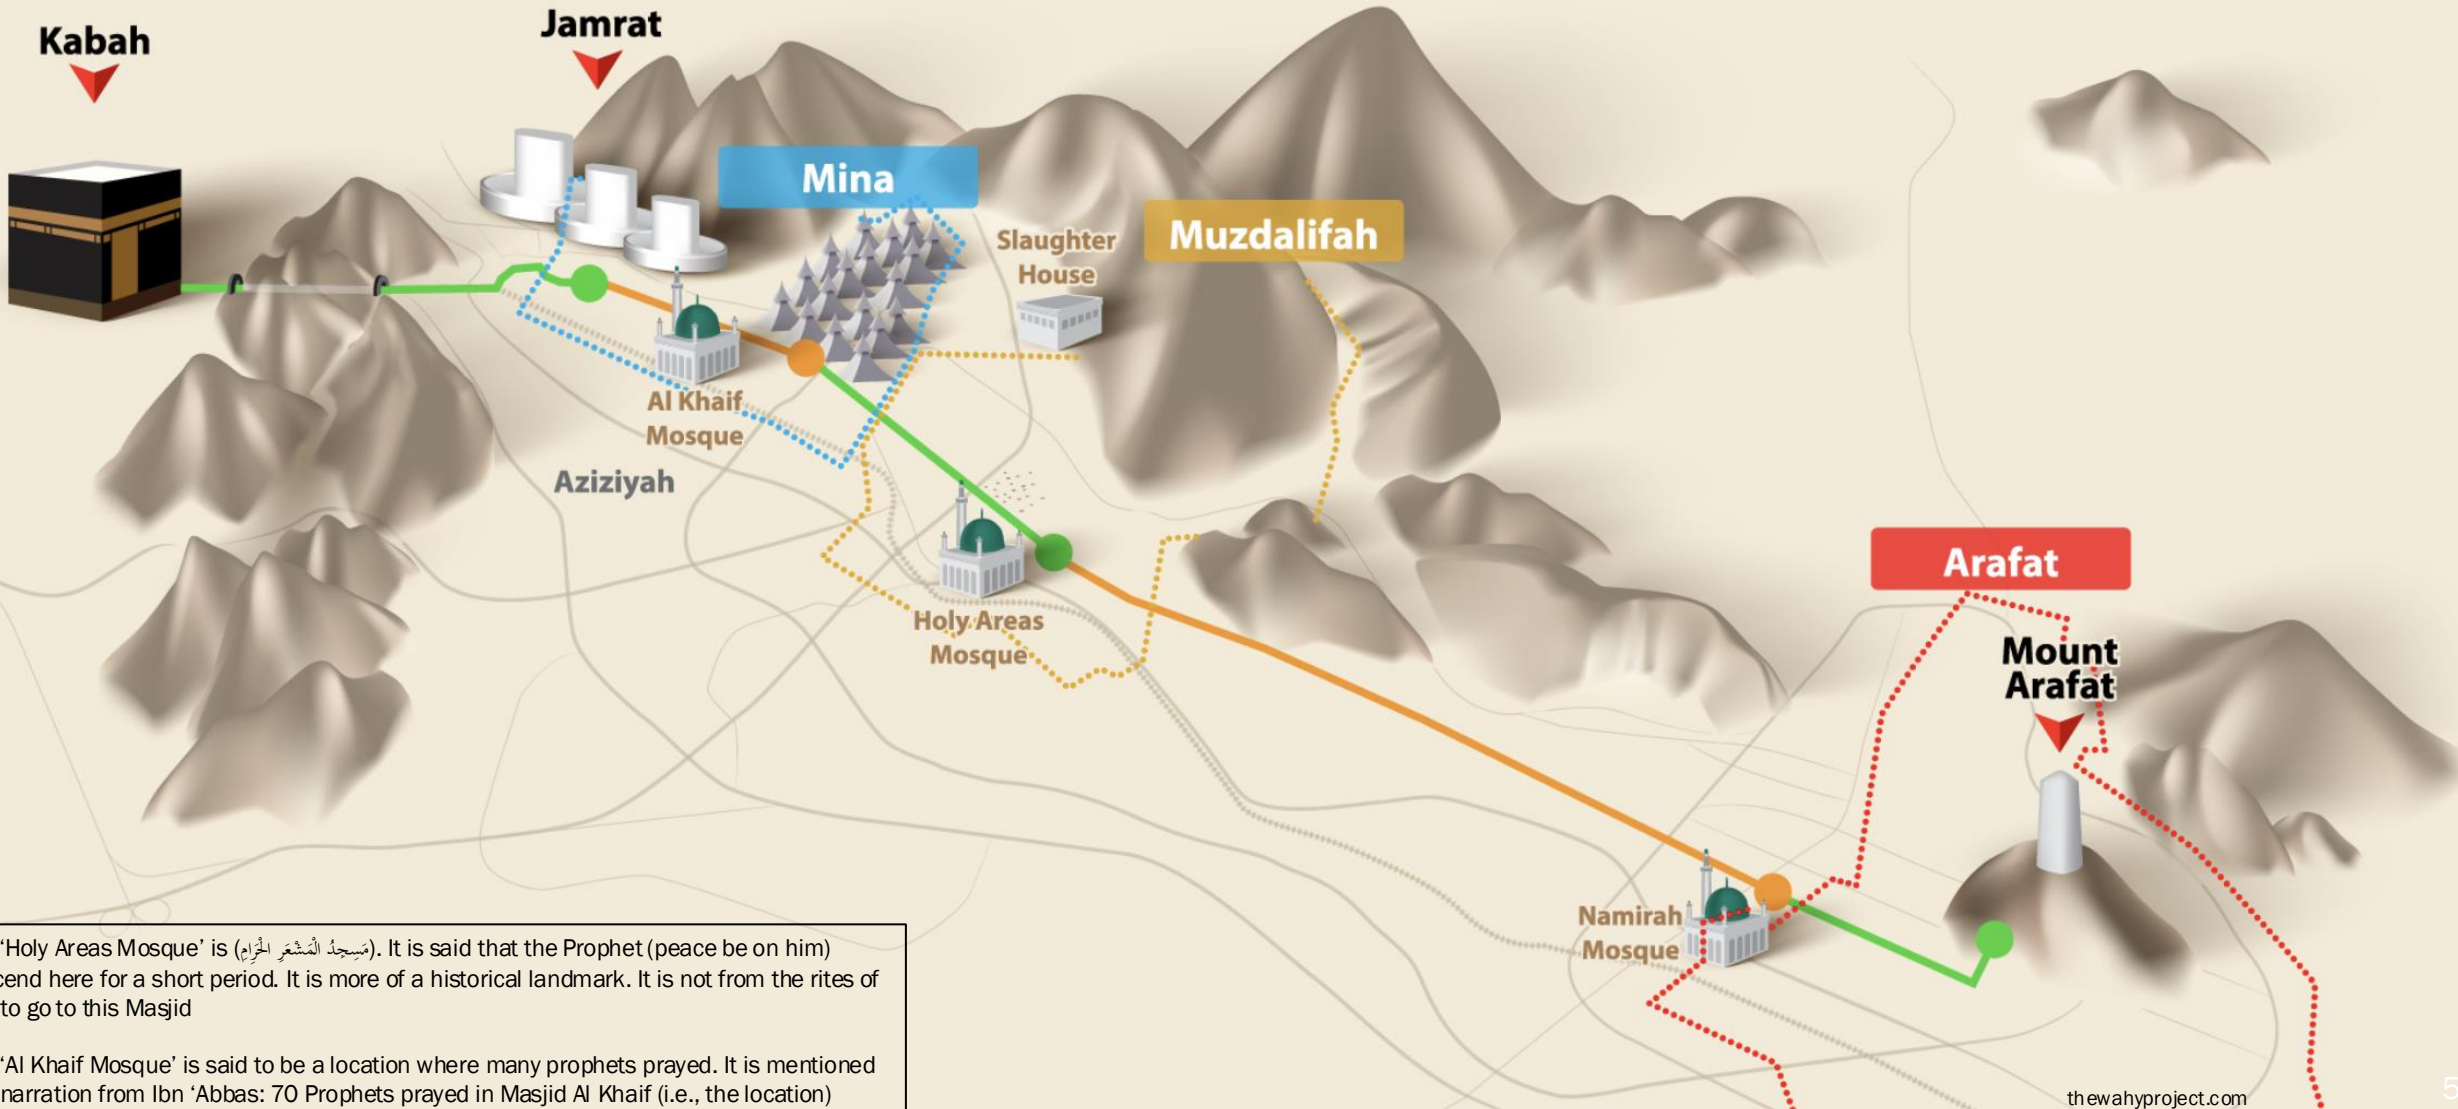 Kabah
Jamrat
Mina
Slaughter
House
Muzdalifah
Al Khaif
Mosque
Aziziyah
Holy Areas
Mosque
Arafat
Mount
Arafat
Namirah
Mosque
‘Holy Areas Mosque’ is (مَسِجِدُ الْمَشْعَرِ الْحَرَامِ). It is said that the Prophet (peace be on him)
cend here for a short period. It is more of a historical landmark. It is not from the rites of
to go to this Masjid
‘Al Khaif Mosque’ is said to be a location where many prophets prayed. It is mentioned
narration from Ibn ‘Abbas: 70 Prophets prayed in Masjid Al Khaif (i.e., the location)
thewahyproject.com
5